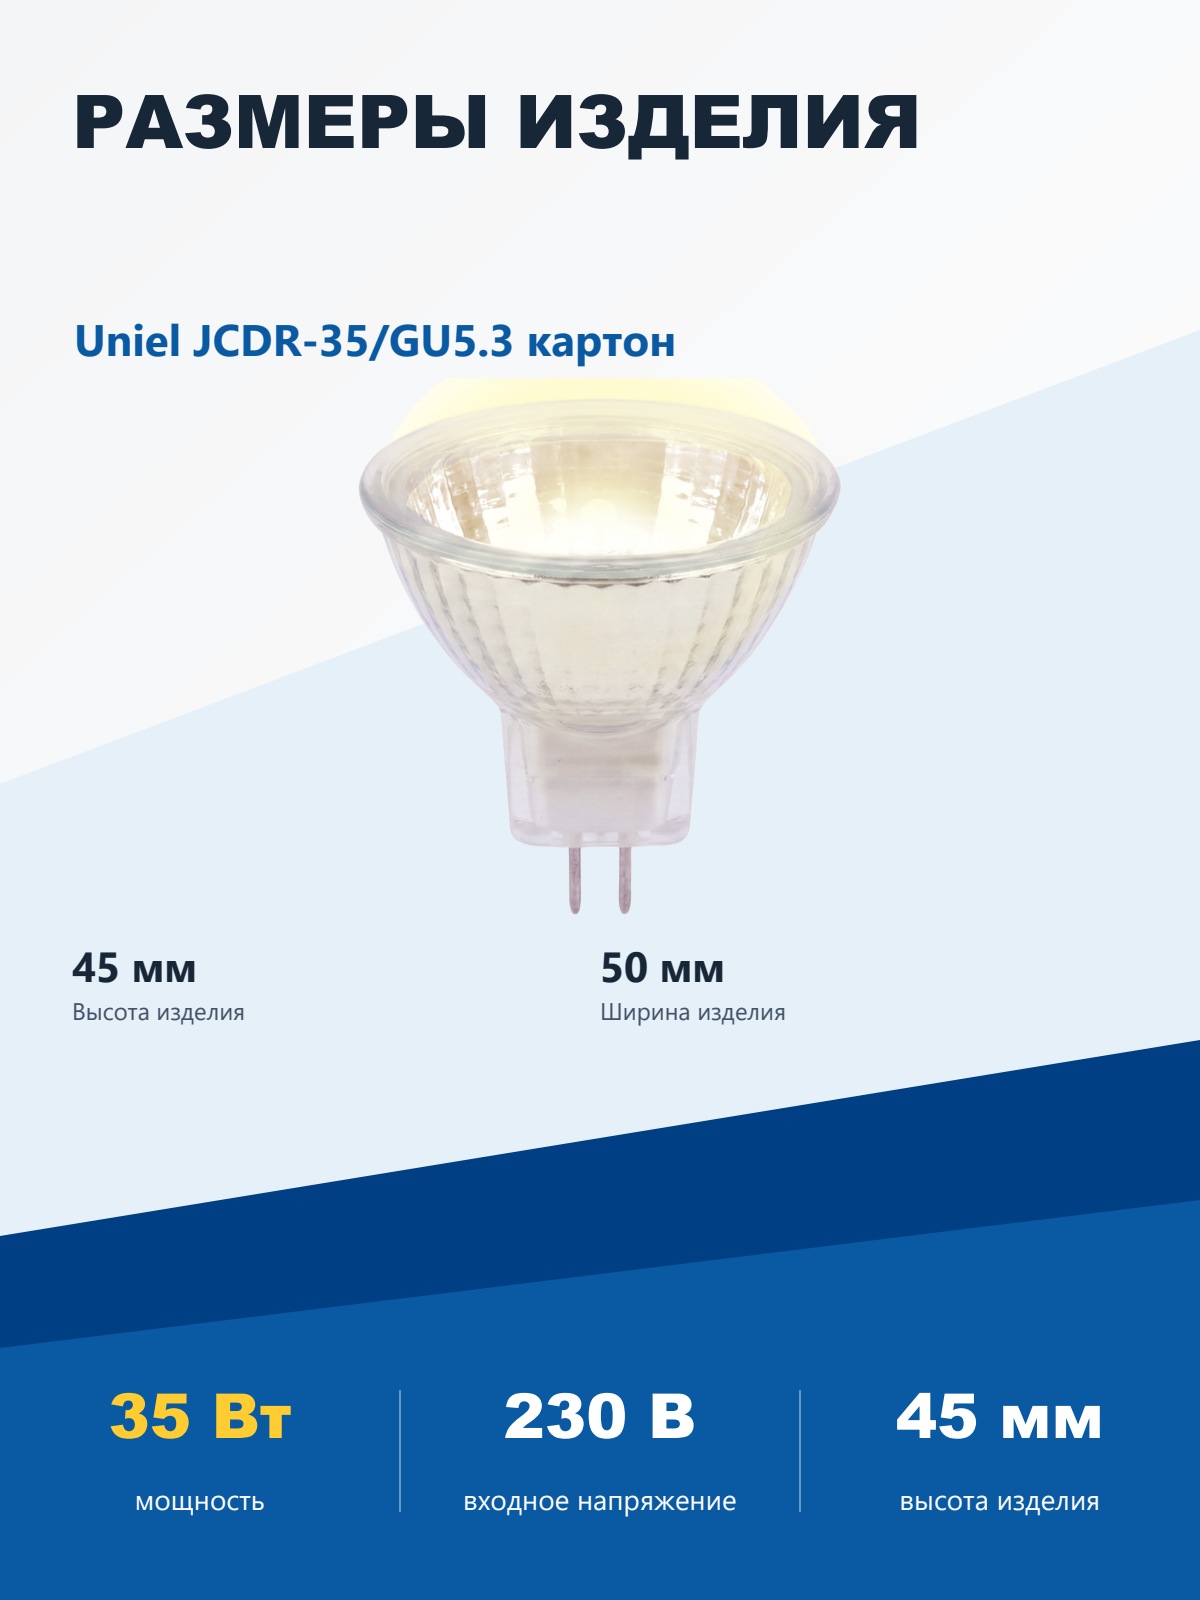 РАЗМЕРЫ ИЗДЕЛИЯ
Uniel JCDR-35/GU5.3 картон
45 мм
Высота изделия
50 мм
Ширина изделия
35 Вт
мощность
230 В
входное напряжение
45 мм
высота изделия